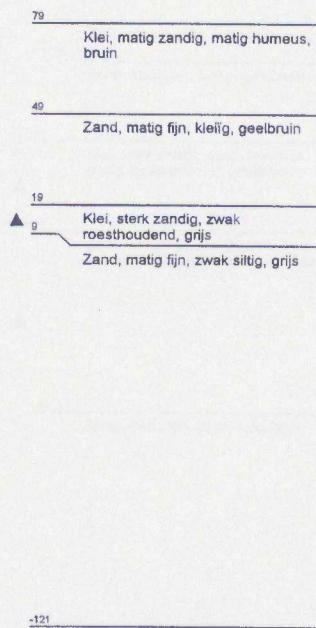 79
Klei, matig zandig, matig humeus,
bruin
49
Zand, matig fijn, kleiïg, geelbruin
19
Klei, sterk zandig, zwak
roesthoudend, grijs
9
Zand, matig fijn, zwak siltig, grijs
-121